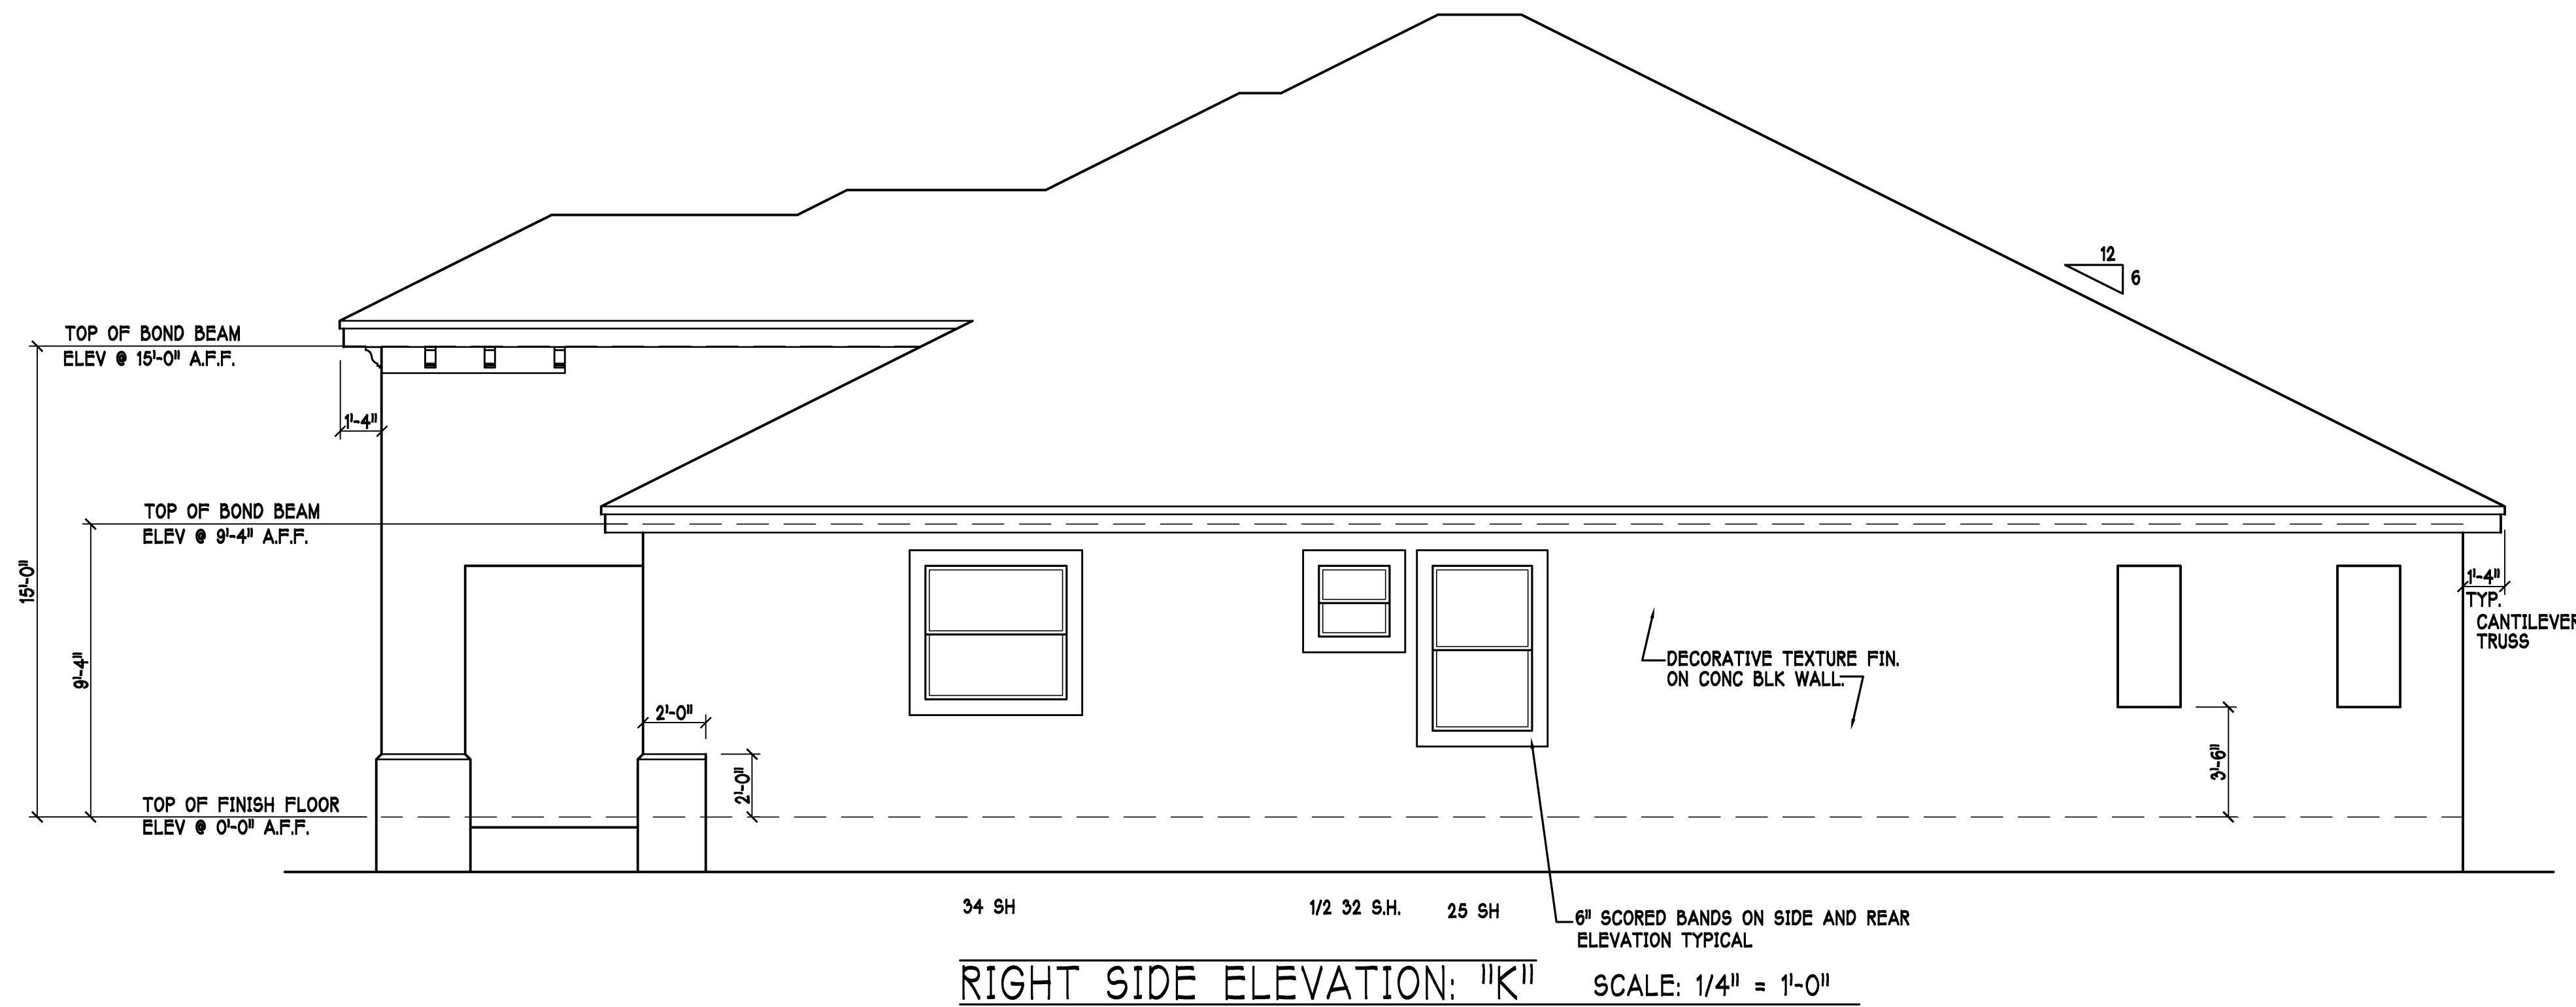 12
6
TOP OF BOND BEAM
ELEV @ 15'-0" A.F.F.
1'-4"
TOP OF BOND BEAM
ELEV @ 9'-4" A.F.F.
15'-0"
9'-4"
1'-4"
TYP.
CANTILEVER
TRUSS
DECORATIVE TEXTURE FIN.
ON CONC BLK WALL.
2'-0"
2'-0"
3'-6"
TOP OF FINISH FLOOR
ELEV @ 0'-0" A.F.F.
34 SH
1/2 32 S.H.
25 SH
6" SCORED BANDS ON SIDE AND REAR
ELEVATION TYPICAL
RIGHT SIDE ELEVATION: "K"
SCALE: 1/4" = 1'-0"